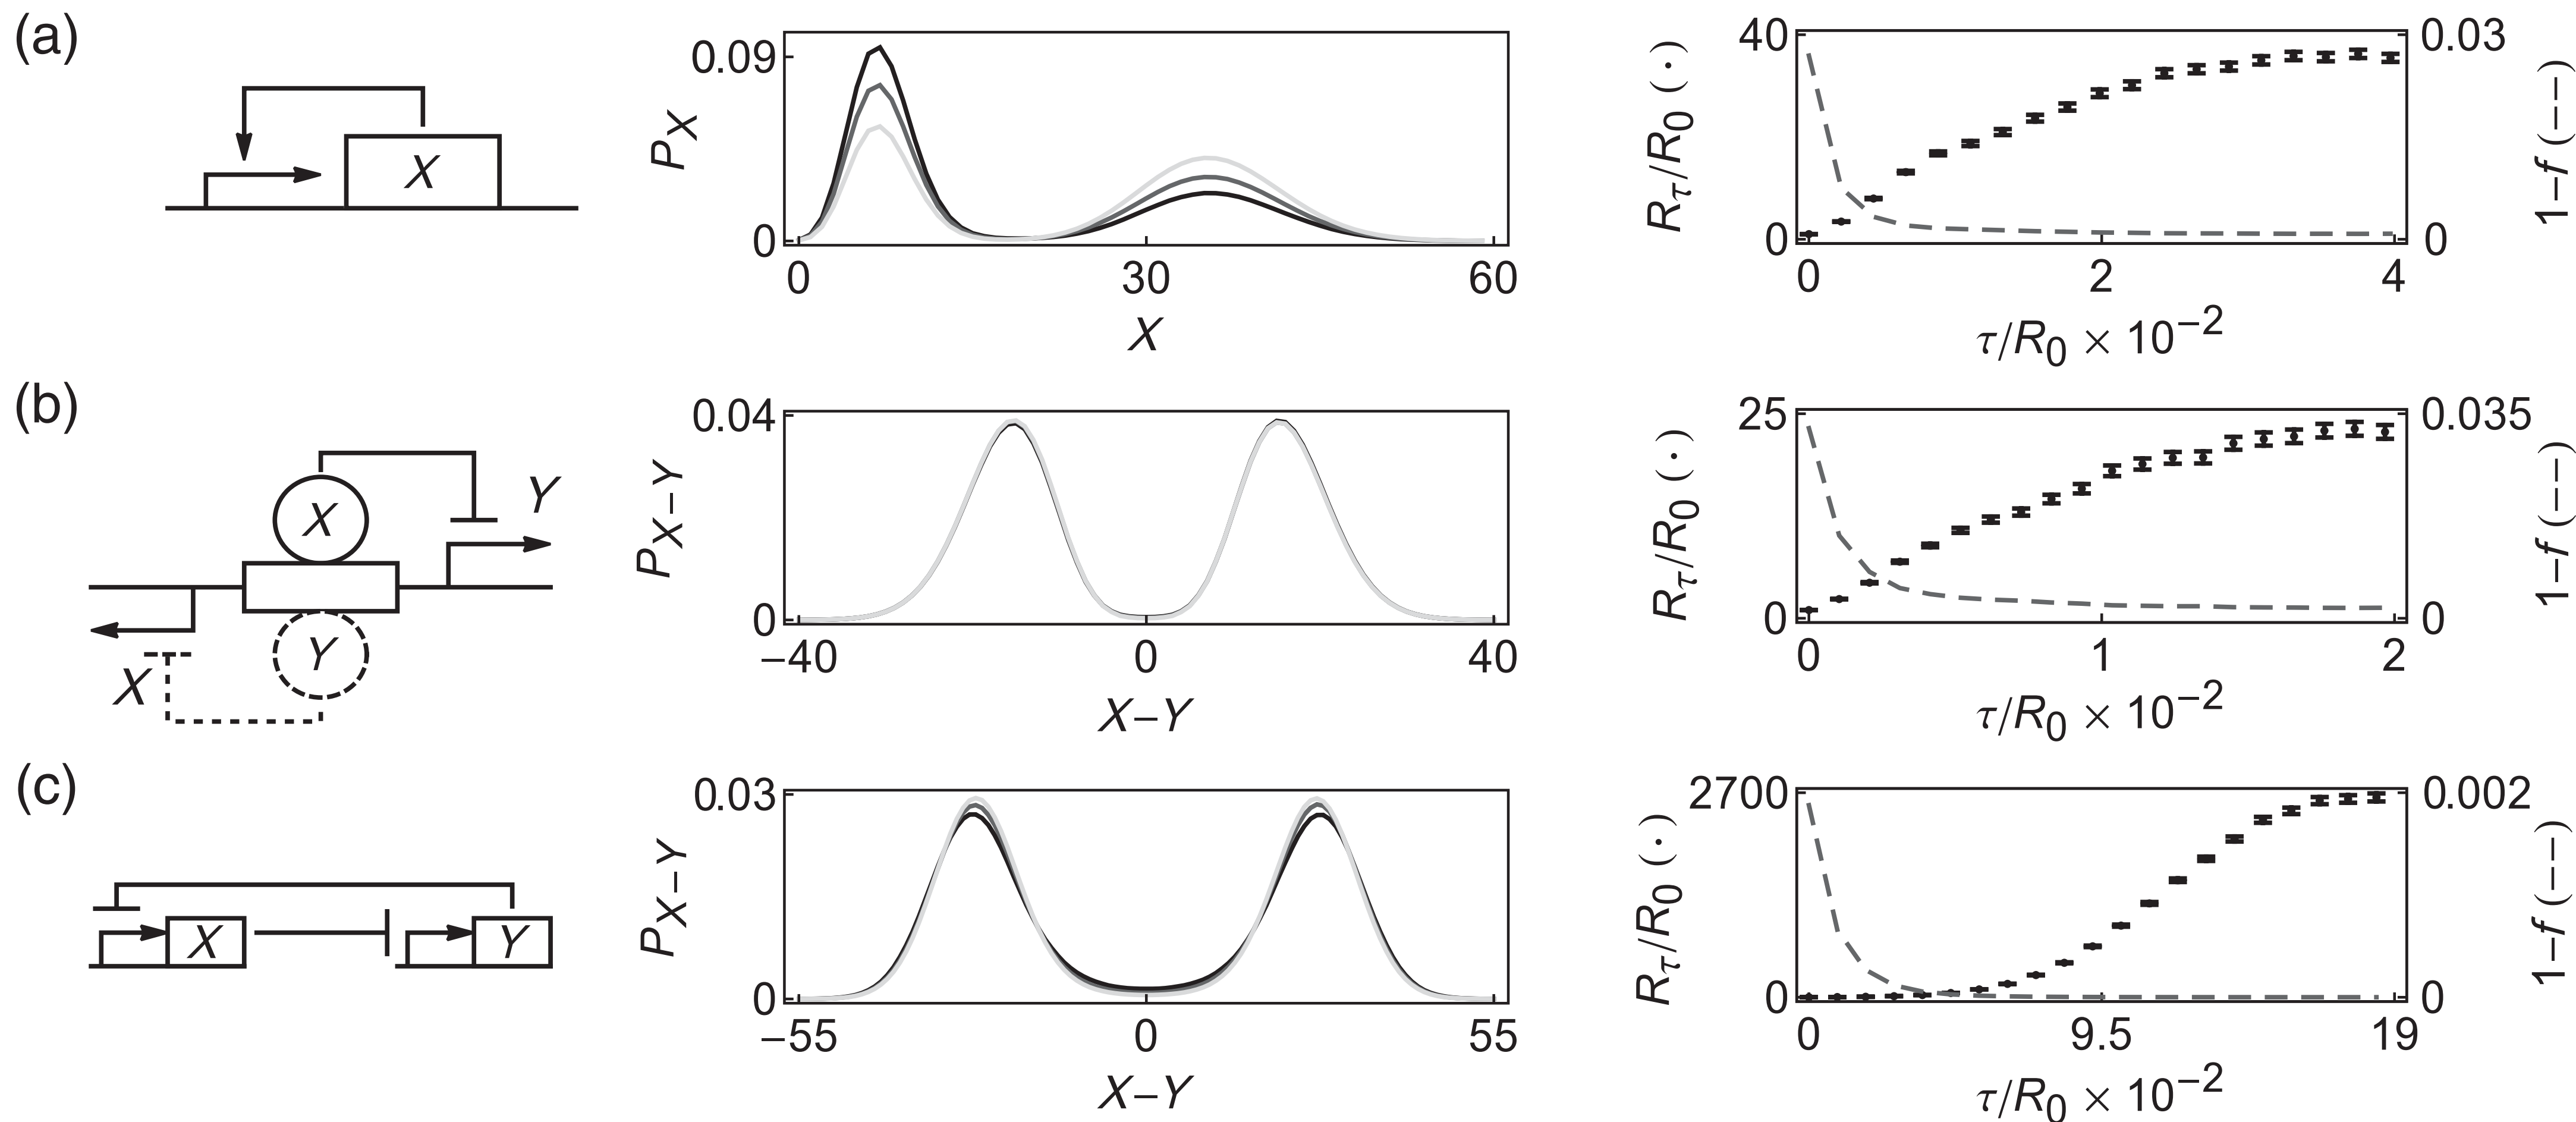 (a)
X
0.09
0
P_X
0 30 60
X
40
0
R_τ/R_0 (·)
0.03
0
1−f (−−)
0 2 4
τ/R_0 × 10^−2
(b)
X
Y
Y
X
0.04
0
P_X−Y
−40 0 40
X−Y
25
0
R_τ/R_0 (·)
0.035
0
1−f (−−)
0 1 2
τ/R_0 × 10^−2
(c)
X
Y
0.03
0
P_X−Y
−55 0 55
X−Y
2700
0
R_τ/R_0 (·)
0.002
0
1−f (−−)
0 9.5 19
τ/R_0 × 10^−2